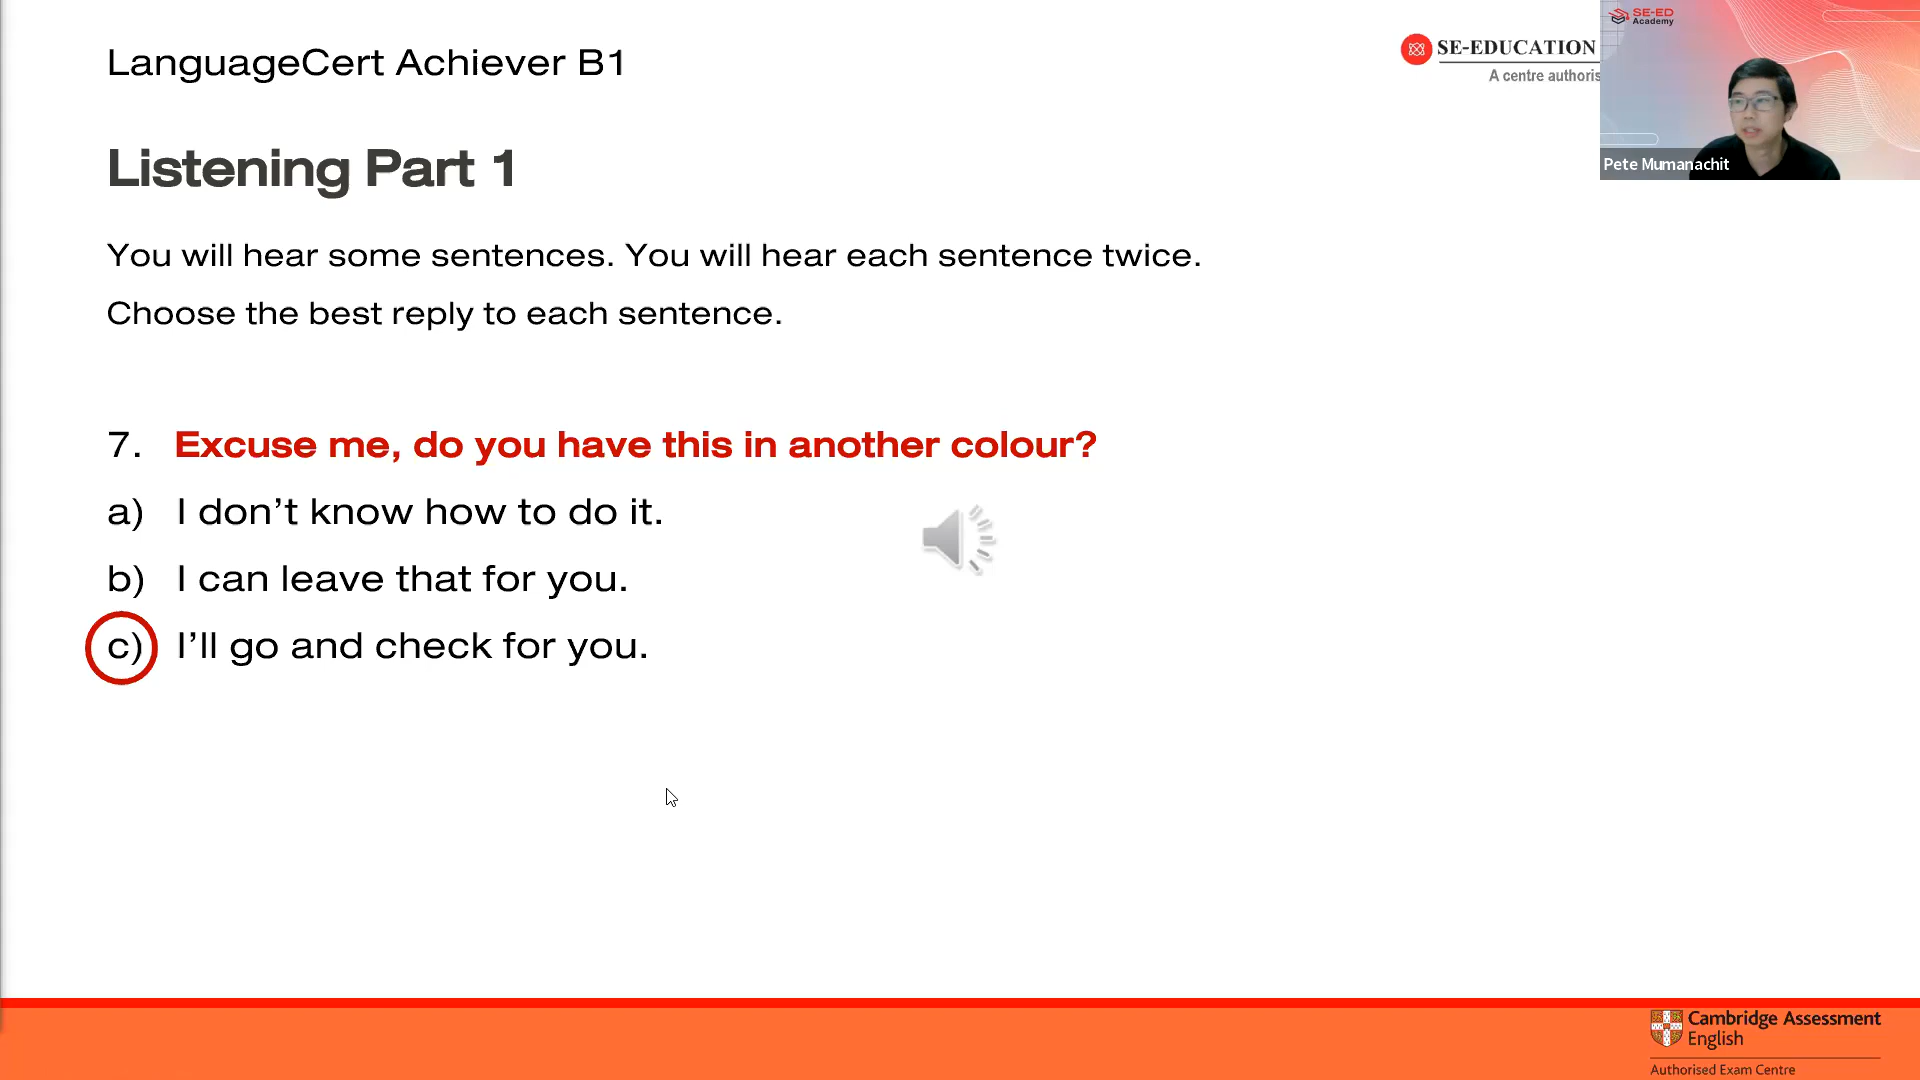 LanguageCert Achiever B1
SE-EDUCATION
A centre authoris
SE-ED
Academy
Pete Mumanachit
Listening Part 1
You will hear some sentences. You will hear each sentence twice.
Choose the best reply to each sentence.
7. Excuse me, do you have this in another colour?
a) I don’t know how to do it.
b) I can leave that for you.
c) I’ll go and check for you.
Cambridge Assessment
English
Authorised Exam Centre